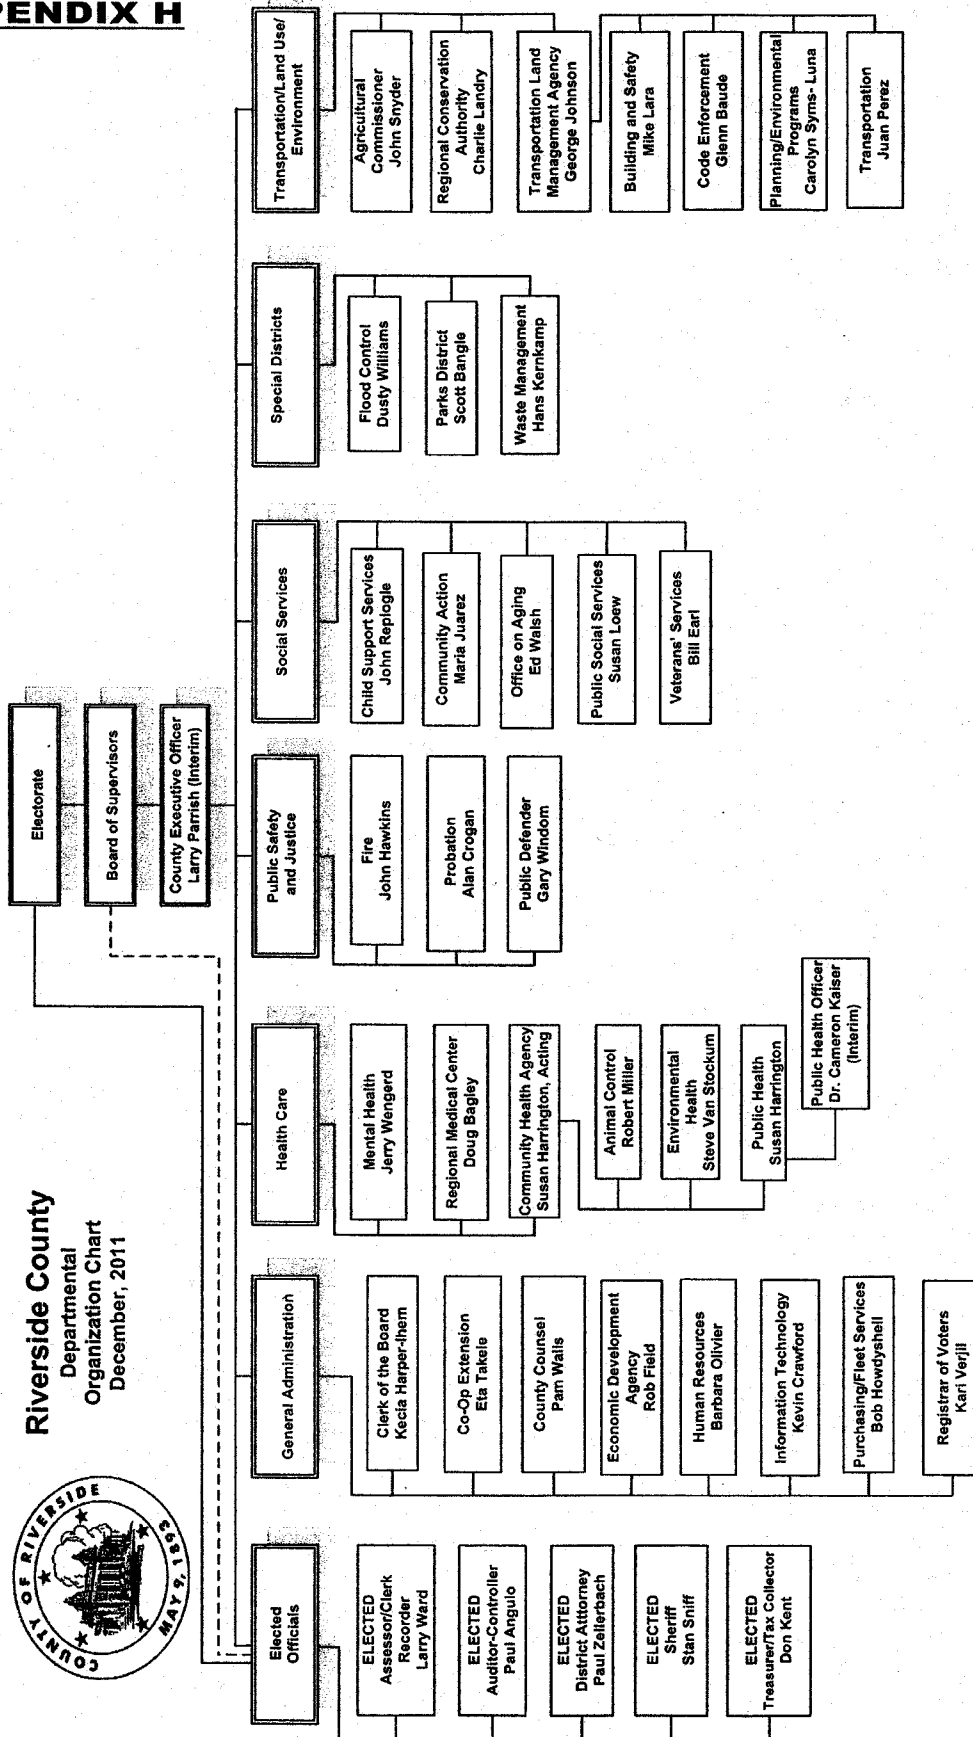 PENDIX H
Riverside County
Departmental
Organization Chart
December, 2011
COUNTY OF RIVERSIDE
MAY 9, 1893
Electorate
Board of Supervisors
County Executive Officer
Larry Parrish (Interim)
Elected
Officials
ELECTED
Assessor/Clerk
Recorder
Larry Ward
ELECTED
Auditor-Controller
Paul Angulo
ELECTED
District Atttorney
Paul Zellerbach
ELECTED
Sheriff
Stan Sniff
ELECTED
Treasurer/Tax Collector
Don Kent
General Administration
Clerk of the Board
Kecia Harper-Ihem
Co-Op Extension
Eta Takele
County Counsel
Pam Walls
Economic Development
Agency
Rob Field
Human Resources
Barbara Olivier
Information Technology
Kevin Crawford
Purchasing/Fleet Services
Bob Howdyshell
Registrar of Voters
Kari Verjil
Health Care
Mental Health
Jerry Wengerd
Regional Medical Center
Doug Bagley
Community Health Agency
Susan Harrington, Acting
Animal Control
Robert Miller
Environmental
Health
Steve Van Stockum
Public Health
Susan Harrington
Public Health Officer
Dr. Cameron Kaiser
(Interim)
Public Safety
and Justice
Fire
John Hawkins
Probation
Alan Crogan
Public Defender
Gary Windom
Social Services
Child Support Services
John Replogle
Community Action
Maria Juarez
Office on Aging
Ed Walsh
Public Social Services
Susan Loew
Veterans' Services
Bill Earl
Special Districts
Flood Control
Dusty Williams
Parks District
Scott Bangle
Waste Management
Hans Kernkamp
Transportation/Land Use/
Environment
Agricultural
Commissioner
John Snyder
Regional Conservation
Authority
Charlie Landry
Transportation Land
Management Agency
George Johnson
Building and Safety
Mike Lara
Code Enforcement
Glenn Baude
Planning/Environmental
Programs
Carolyn Syms- Luna
Transportation
Juan Perez